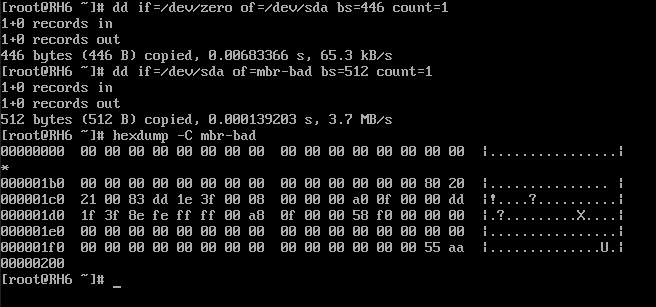 [root@RH6 ~]# dd if=/dev/zero of=/dev/sda bs=446 count=1
1+0 records in
1+0 records out
446 bytes (446 B) copied, 0.00683366 s, 65.3 kB/s
[root@RH6 ~]# dd if=/dev/sda of=mbr-bad bs=512 count=1
1+0 records in
1+0 records out
512 bytes (512 B) copied, 0.000139203 s, 3.7 MB/s
[root@RH6 ~]# hexdump -C mbr-bad
00000000  00 00 00 00 00 00 00 00  00 00 00 00 00 00 00 00  |................|
*
000001b0  00 00 00 00 00 00 00 00  00 00 00 00 00 00 80 20  |............... |
000001c0  21 00 83 dd 1e 3f 00 08  00 00 00 a0 0f 00 00 dd  |!....?..........|
000001d0  1f 3f 8e fe ff ff 00 a8  0f 00 00 58 f0 00 00 00  |.?.........X....|
000001e0  00 00 00 00 00 00 00 00  00 00 00 00 00 00 00 00  |................|
000001f0  00 00 00 00 00 00 00 00  00 00 00 00 00 00 55 aa  |..............U.|
00000200
[root@RH6 ~]# _